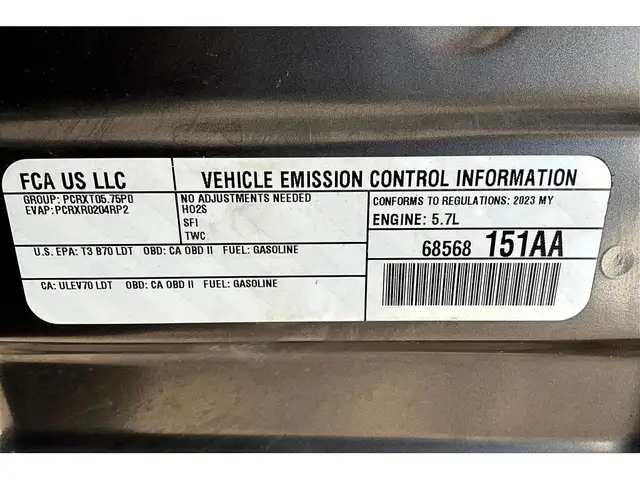 FCA US LLC
VEHICLE EMISSION CONTROL INFORMATION
GROUP: PCRXT05.75P0
EVAP: PCRXR0204RP2
NO ADJUSTMENTS NEEDED
HO2S
SFI
TWC
CONFORMS TO REGULATIONS: 2023 MY
ENGINE: 5.7L
U.S. EPA: T3 B70 LDT OBD: CA OBD II FUEL: GASOLINE
68568 151AA
CA: ULEV70 LDT OBD: CA OBD II FUEL: GASOLINE